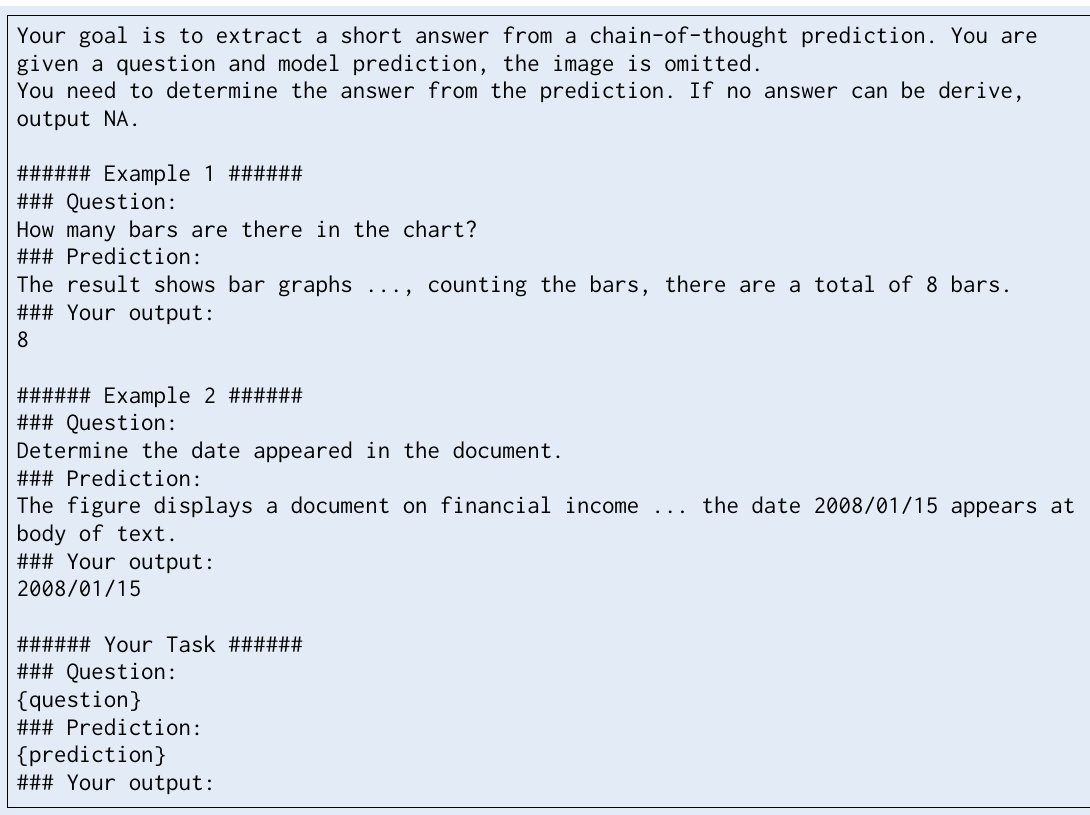 Your goal is to extract a short answer from a chain-of-thought prediction. You are
given a question and model prediction, the image is omitted.
You need to determine the answer from the prediction. If no answer can be derive,
output NA.
###### Example 1 ######
### Question:
How many bars are there in the chart?
### Prediction:
The result shows bar graphs ..., counting the bars, there are a total of 8 bars.
### Your output:
8
###### Example 2 ######
### Question:
Determine the date appeared in the document.
### Prediction:
The figure displays a document on financial income ... the date 2008/01/15 appears at
body of text.
### Your output:
2008/01/15
###### Your Task ######
### Question:
{question}
### Prediction:
{prediction}
### Your output: